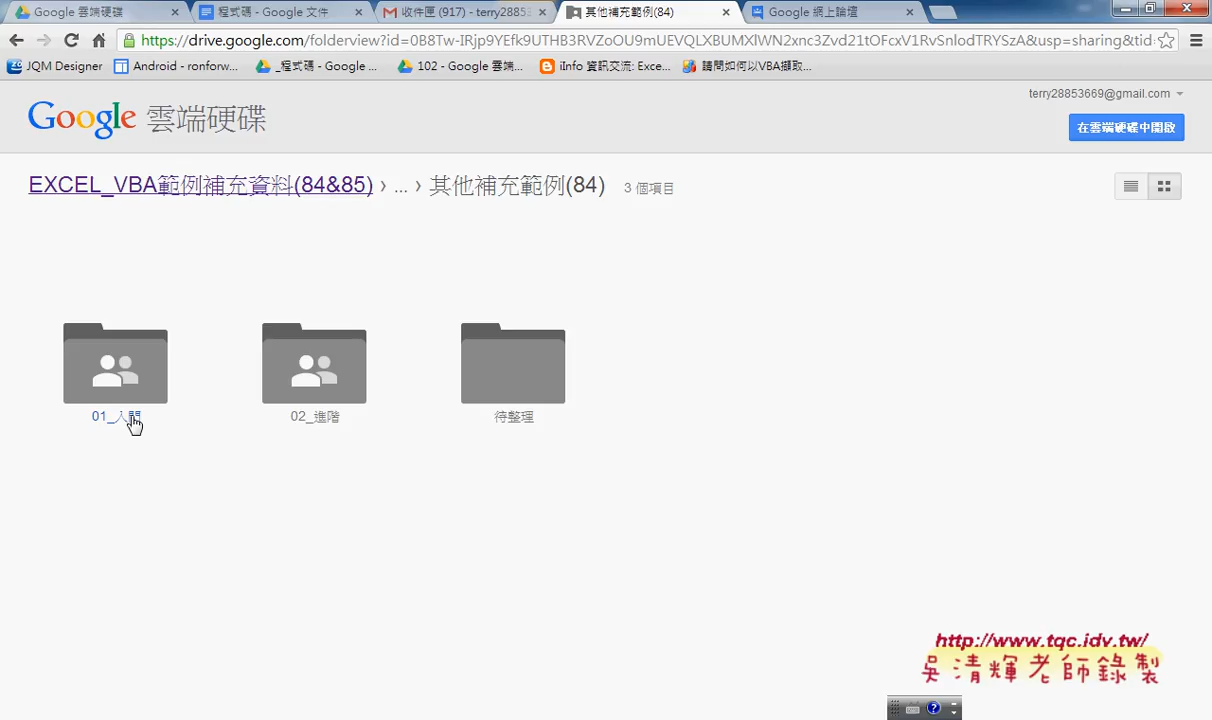 Google 雲端硬碟
程式碼 - Google 文件
收件匣 (917) - terry2885
其他補充範例(84)
Google 網上論壇
https://drive.google.com/folderview?id=0B8Tw-IRjp9YEfk9UTHB3RVZoOU9mUEVQLXBUMXlWN2xnc3Zvd21tOFcxV1RvSnlodTRYSzA&usp=sharing&tid
JQM Designer
Android - ronforw...
_程式碼 - Google ...
102 - Google 雲端...
iInfo 資訊交流: Exce...
請問如何以VBA擷取...
terry28853669@gmail.com
Google 雲端硬碟
在雲端硬碟中開啟
EXCEL_VBA範例補充資料(84&85) › ... › 其他補充範例(84) 3 個項目
01_入門
02_進階
待整理
http://www.tqc.idv.tw/
吳清輝老師錄製